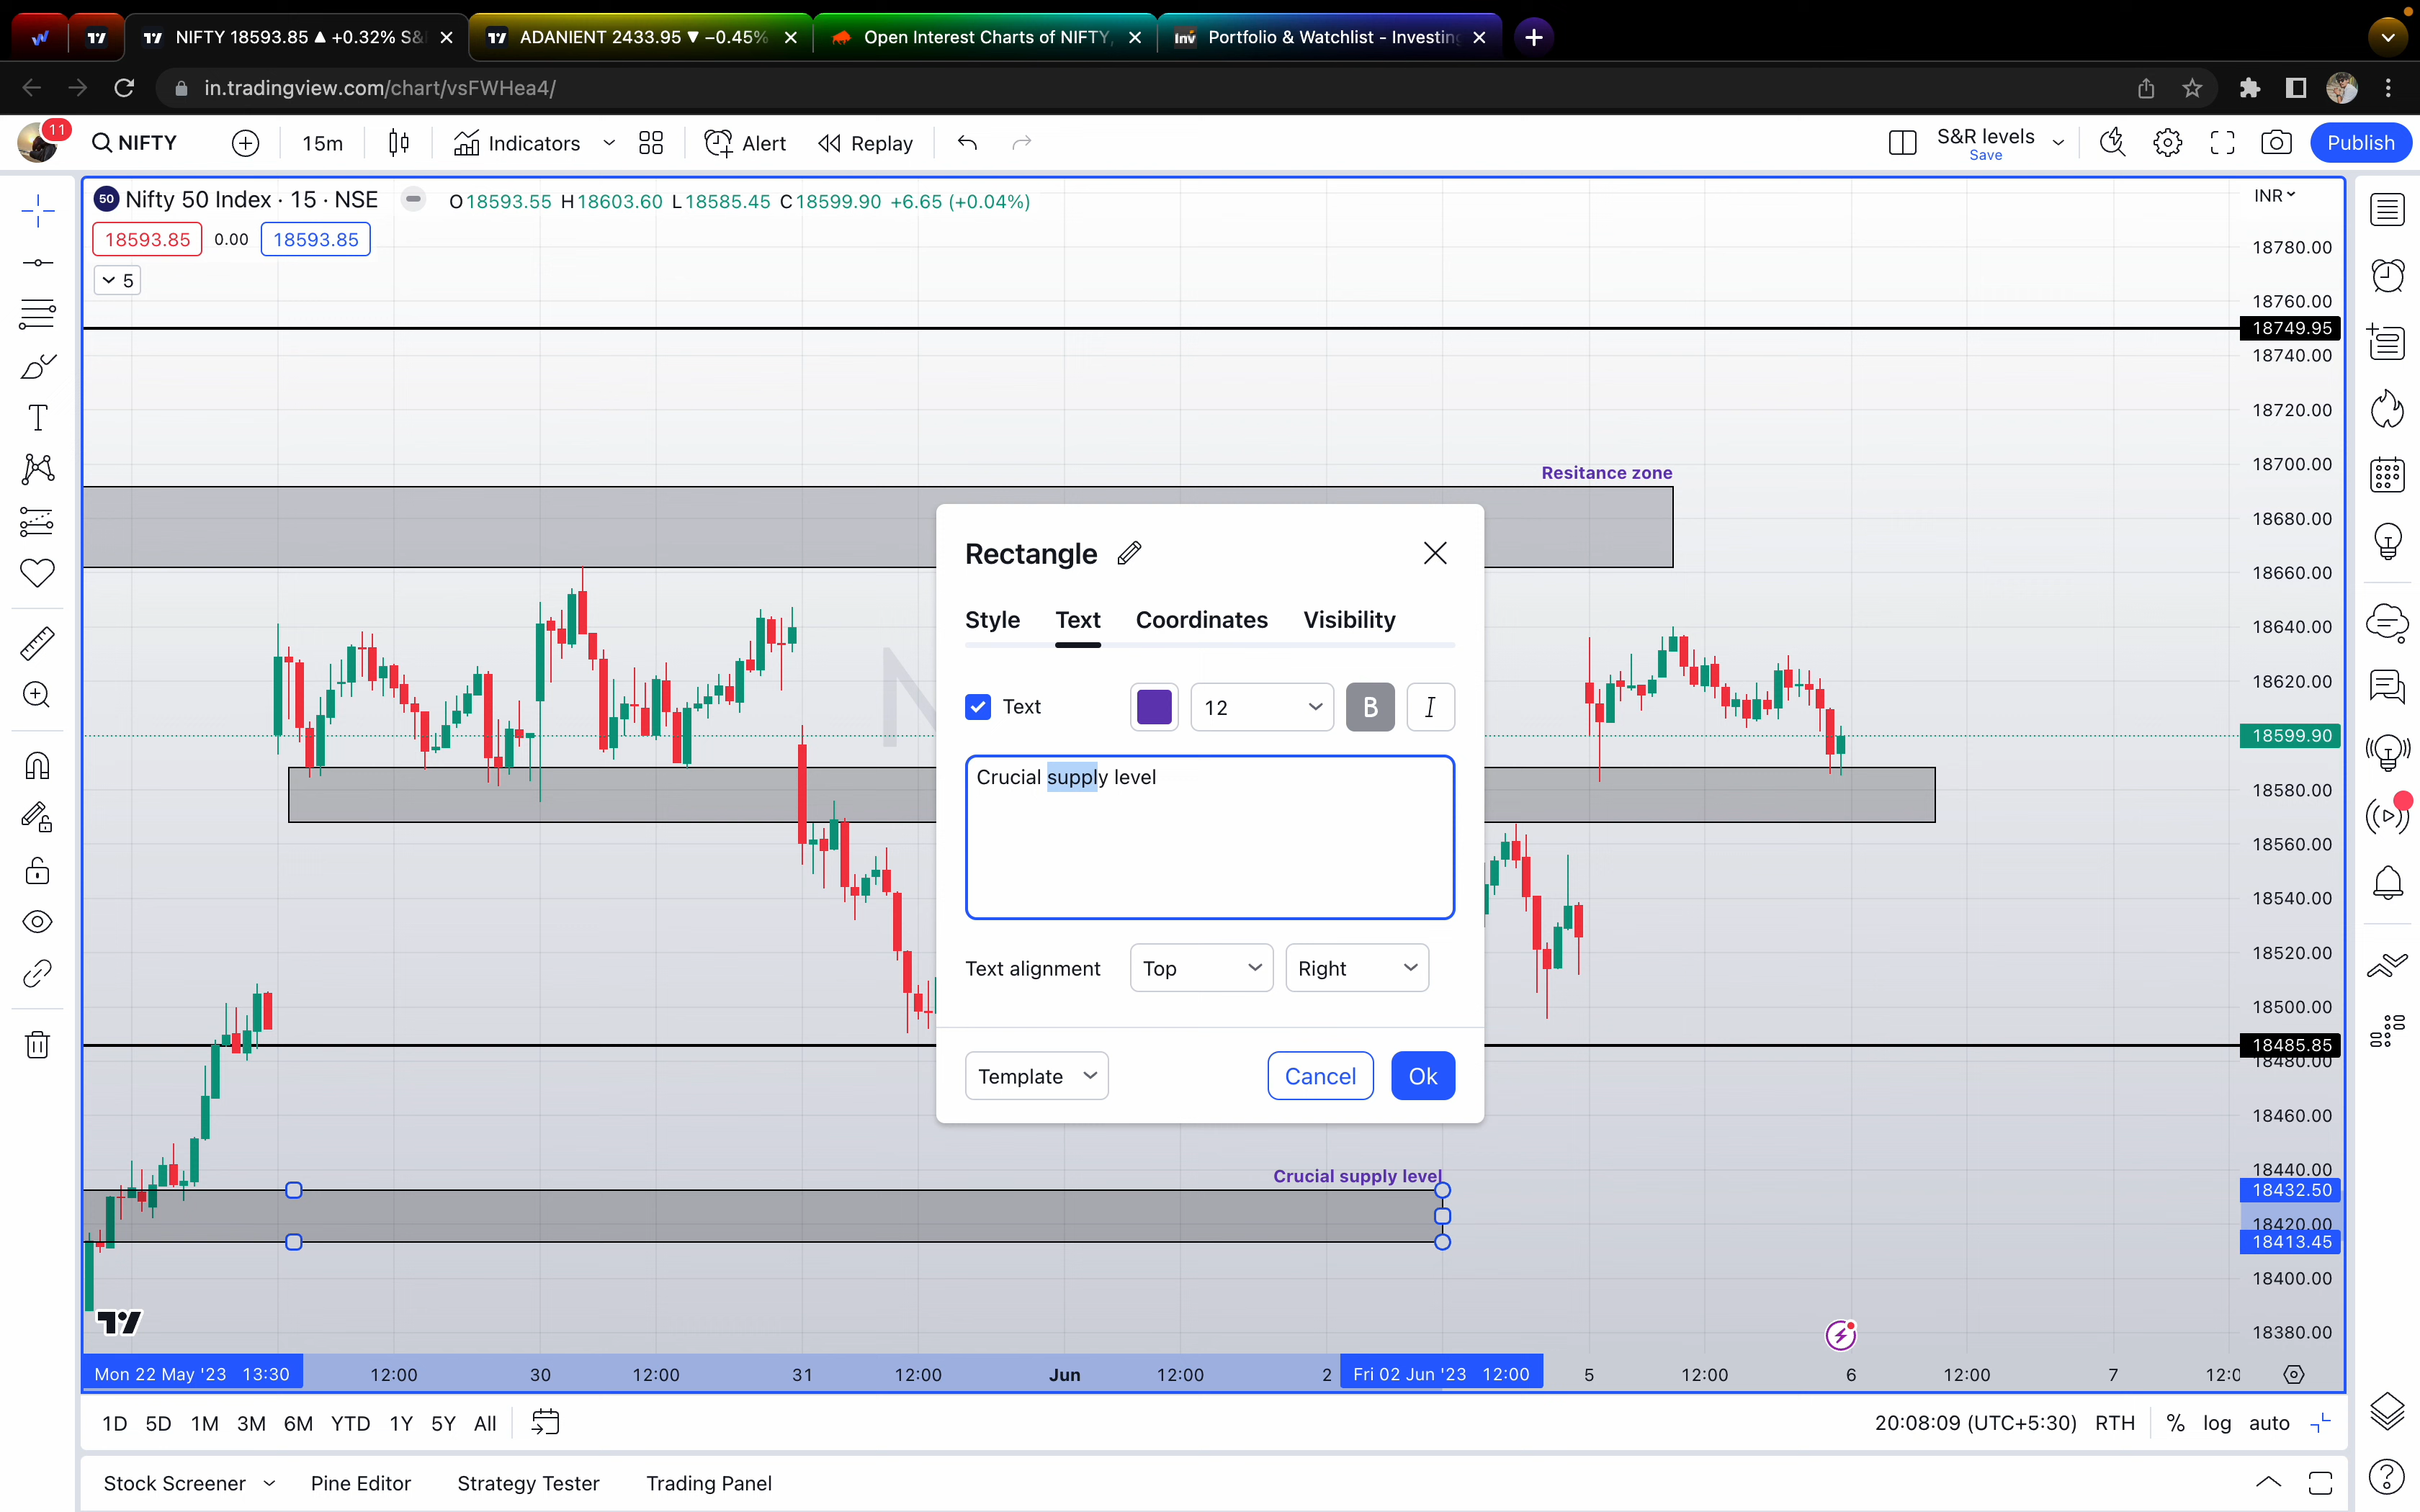 NIFTY 18593.85 ▲ +0.32% S&
ADANIENT 2433.95 ▼ −0.45%
Open Interest Charts of NIFTY,
Inv Portfolio & Watchlist - Investing
in.tradingview.com/chart/vsFWHea4/
11
NIFTY
15m
Indicators
Alert
Replay
S&R levels
Save
Publish
50 Nifty 50 Index · 15 · NSE
O18593.55 H18603.60 L18585.45 C18599.90 +6.65 (+0.04%)
INR
18593.85
0.00
18593.85
5
18780.00
18760.00
18749.95
18740.00
18720.00
18700.00
18680.00
18660.00
18640.00
18620.00
18599.90
18580.00
18560.00
18540.00
18520.00
18500.00
18485.85
18480.00
18460.00
18440.00
18432.50
18420.00
18413.45
18400.00
18380.00
Resitance zone
Rectangle
Style Text Coordinates Visibility
Text
12
B
I
Crucial supply level
Text alignment
Top
Right
Template
Cancel
Ok
Crucial supply level
Mon 22 May '23 13:30
12:00
30
12:00
31
12:00
Jun
12:00
2
Fri 02 Jun '23 12:00
5
12:00
6
12:00
7
1D 5D 1M 3M 6M YTD 1Y 5Y All
20:08:09 (UTC+5:30) RTH % log auto
Stock Screener
Pine Editor
Strategy Tester
Trading Panel